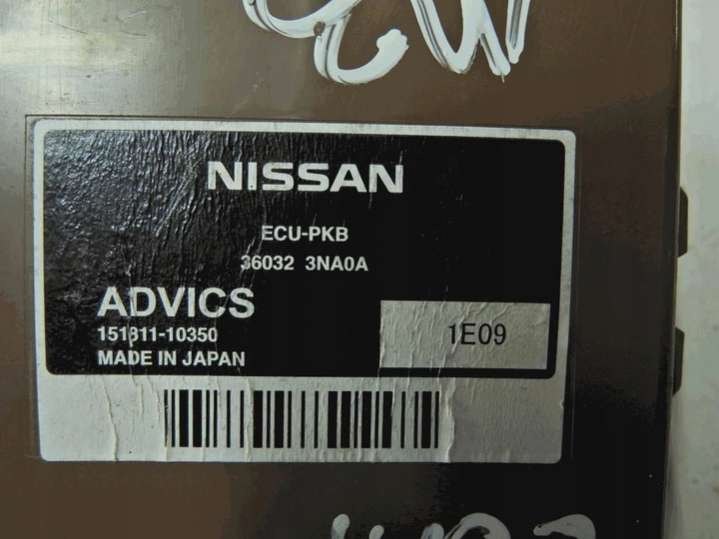 NISSAN
ECU-PKB
36032 3NA0A
ADVICS
151811-10350
MADE IN JAPAN
1E09